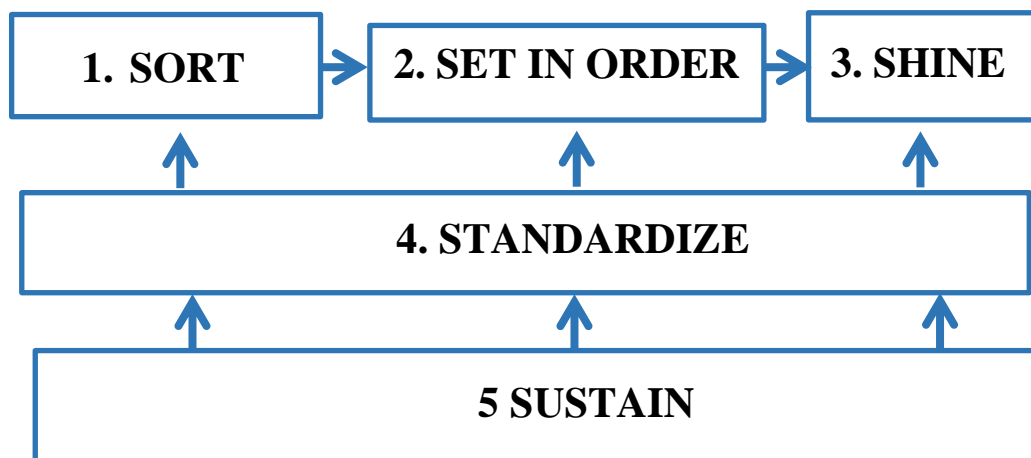 1. SORT
2. SET IN ORDER
3. SHINE
4. STANDARDIZE
5 SUSTAIN